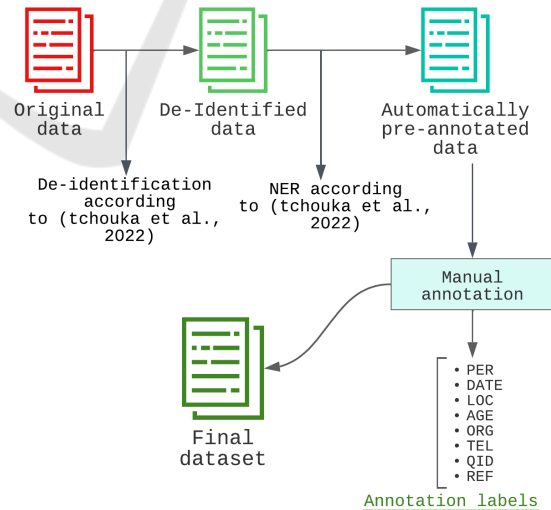 Original
data
De-Identified
data
Automatically
pre-annotated
data
De-identification
according
to (tchouka et al.,
2022)
NER according
to (tchouka et al.,
2022)
Manual
annotation
Final
dataset
• PER
• DATE
• LOC
• AGE
• ORG
• TEL
• QID
• REF
Annotation labels